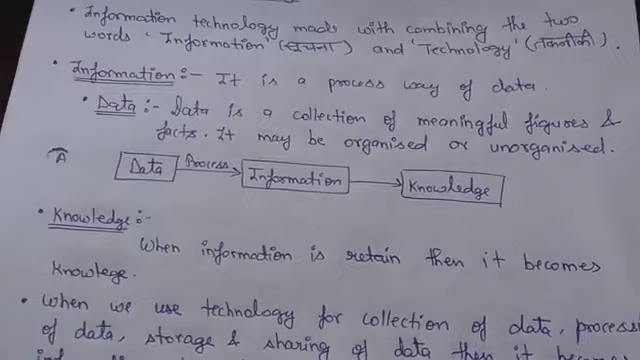 • Information technology made with combining the two
words 'Information' (सूचना) and 'Technology' (तकनीकी).
• Information :- It is a process way of data.
• Data :- Data is a collection of meaningful figures &
facts. It may be organised or unorganised.
Data Process Information Knowledge
• Knowledge :-
When information is retain then it becomes
Knowlege.
• When we use technology for collection of data, process
of data, storage & sharing of data then it